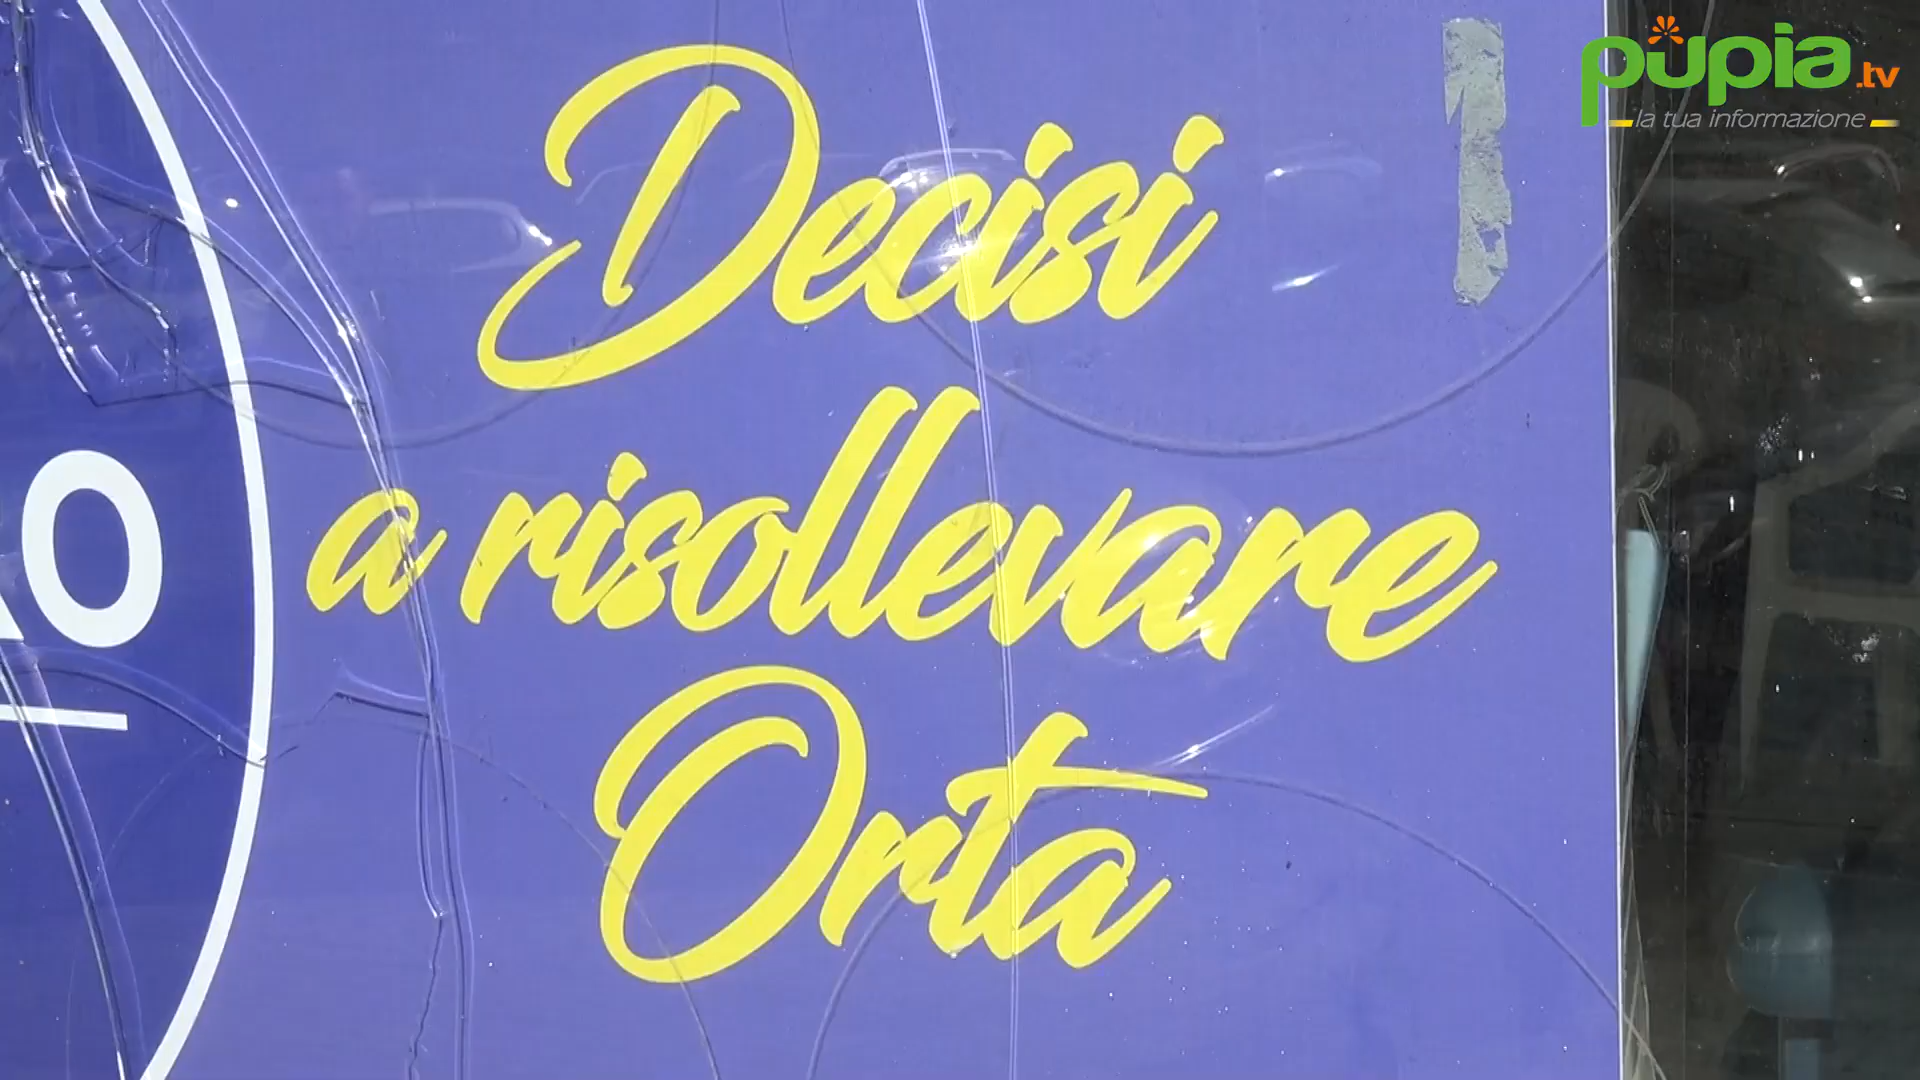 pupia.tv
la tua informazione
Decisi
a risollevare
Orta